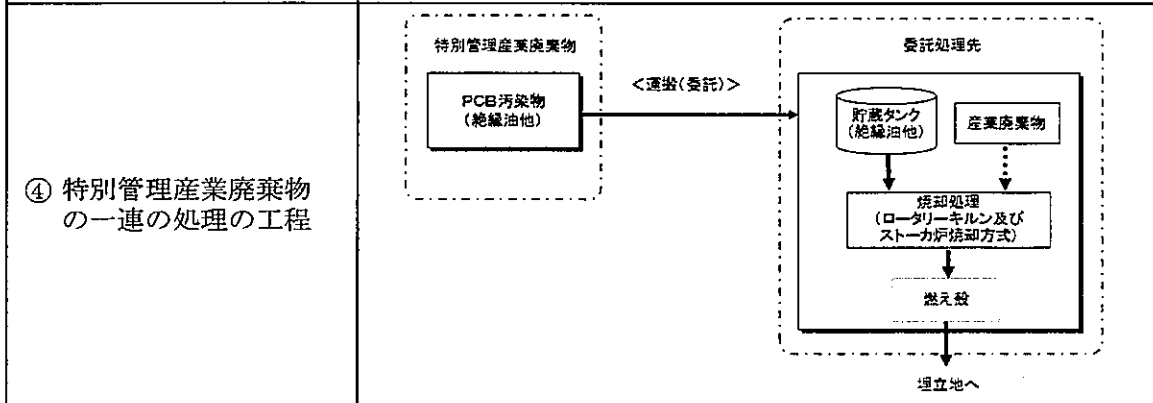 ④ 特別管理産業廃棄物
の一連の処理の工程
特別管理産業廃棄物
PCB汚染物
(絶縁油他)
<運搬(委託)>
委託処理先
貯蔵タンク
(絶縁油他)
産業廃棄物
焼却処理
(ロータリーキルン及び
ストーカ炉焼却方式)
燃え殻
埋立地へ